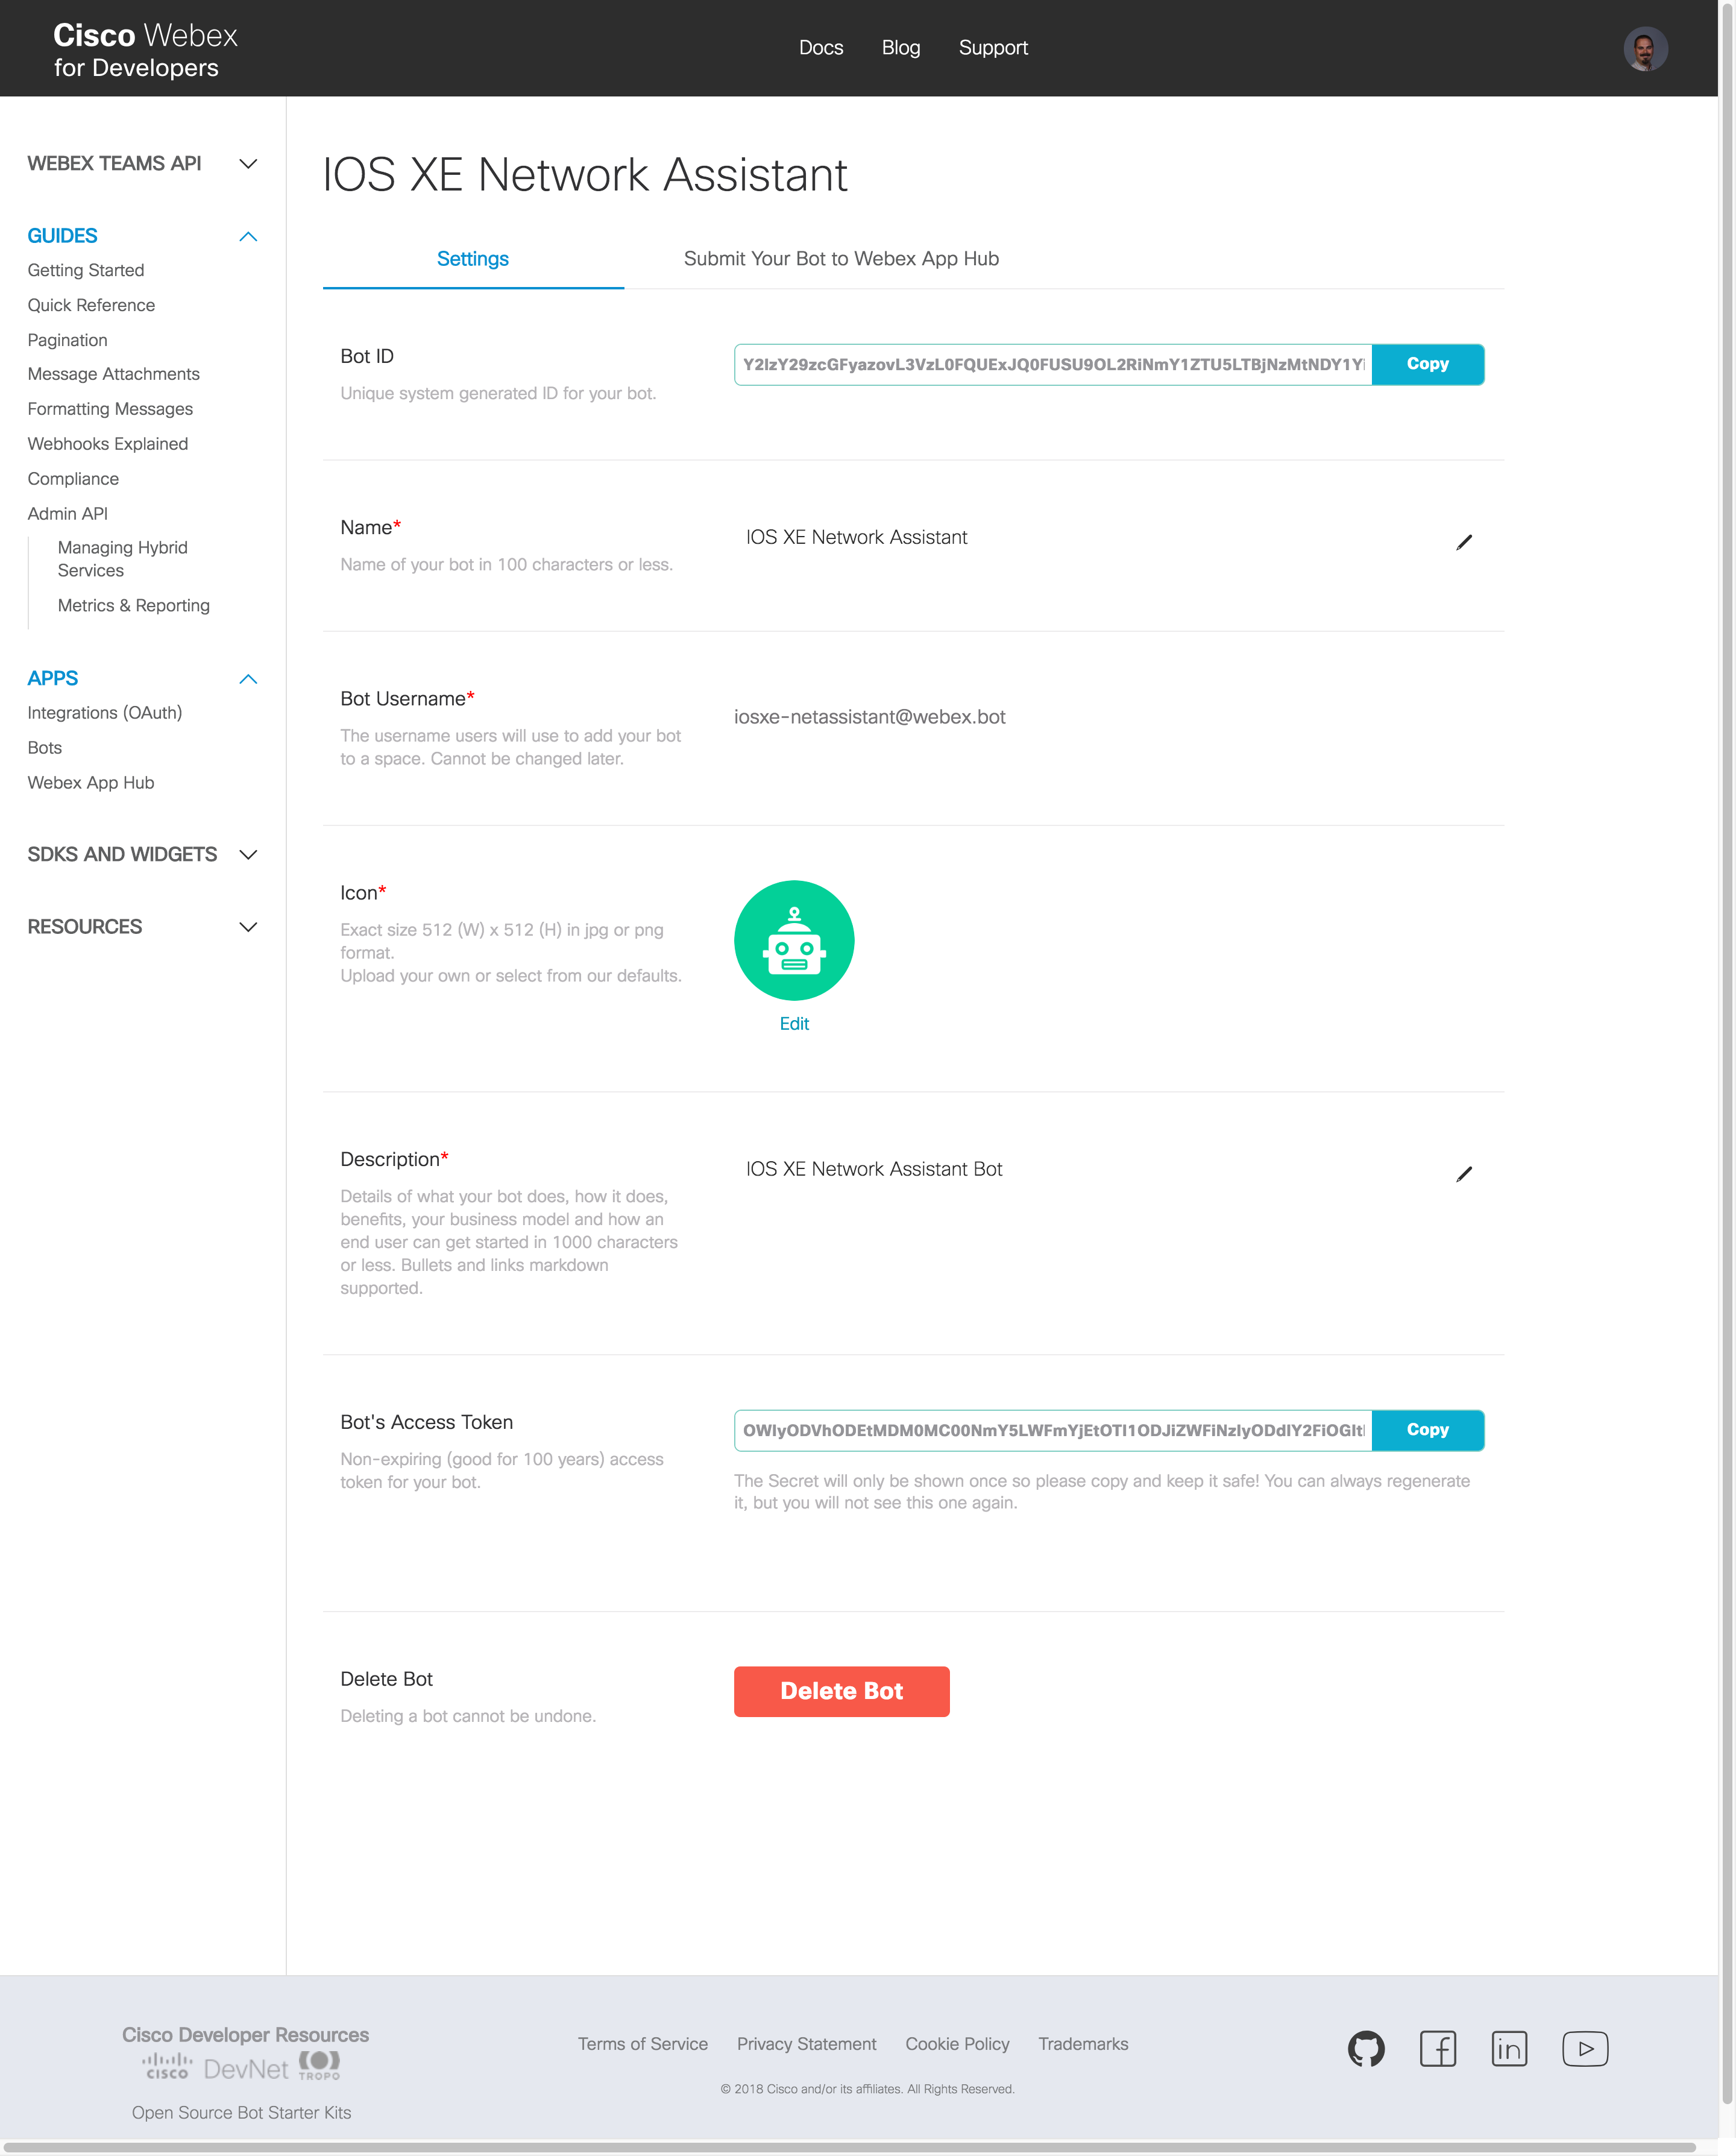 Cisco Webex
for Developers
Docs
Blog
Support
WEBEX TEAMS API
GUIDES
Getting Started
Quick Reference
Pagination
Message Attachments
Formatting Messages
Webhooks Explained
Compliance
Admin API
Managing Hybrid
Services
Metrics & Reporting
APPS
Integrations (OAuth)
Bots
Webex App Hub
SDKS AND WIDGETS
RESOURCES
IOS XE Network Assistant
Settings
Submit Your Bot to Webex App Hub
Bot ID
Unique system generated ID for your bot.
Copy
Name*
Name of your bot in 100 characters or less.
IOS XE Network Assistant
Bot Username*
The username users will use to add your bot
to a space. Cannot be changed later.
iosxe-netassistant@webex.bot
Icon*
Exact size 512 (W) x 512 (H) in jpg or png
format.
Upload your own or select from our defaults.
Edit
Description*
Details of what your bot does, how it does,
benefits, your business model and how an
end user can get started in 1000 characters
or less. Bullets and links markdown
supported.
IOS XE Network Assistant Bot
Bot's Access Token
Non-expiring (good for 100 years) access
token for your bot.
Copy
The Secret will only be shown once so please copy and keep it safe! You can always regenerate
it, but you will not see this one again.
Delete Bot
Deleting a bot cannot be undone.
Delete Bot
Cisco Developer Resources
CISCO DevNet TROPO
Open Source Bot Starter Kits
Terms of Service
Privacy Statement
Cookie Policy
Trademarks
© 2018 Cisco and/or its affiliates. All Rights Reserved.